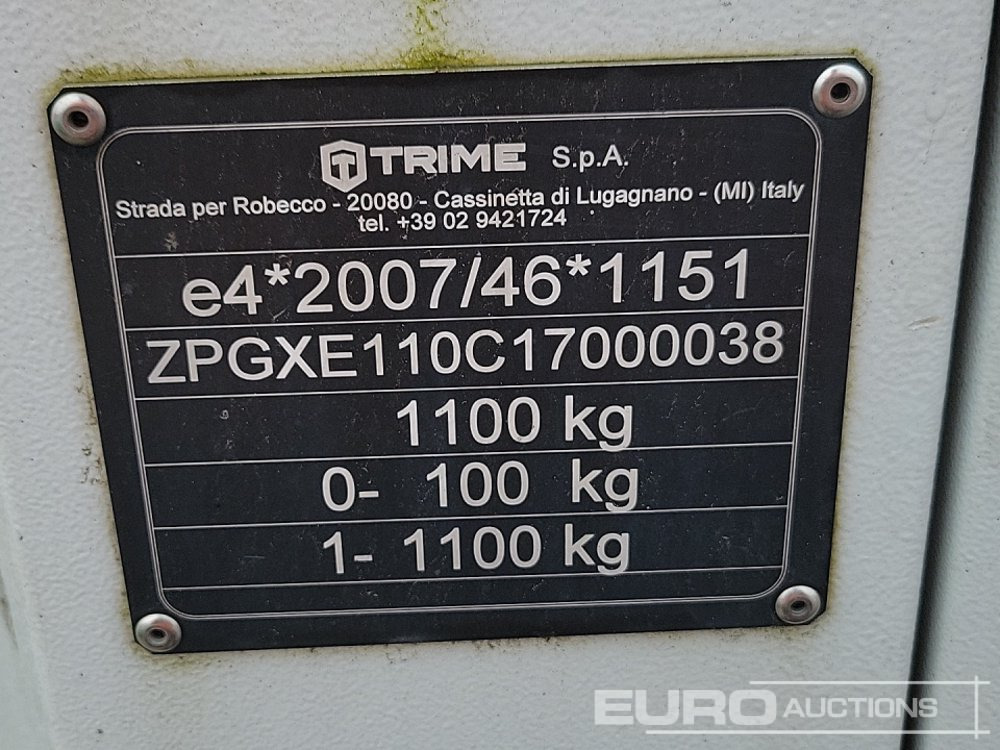 TRIME S.p.A.
Strada per Robecco - 20080 - Cassinetta di Lugagnano - (MI) Italy
tel. +39 02 9421724
e4*2007/46*1151
ZPGXE110C17000038
1100 kg
0- 100 kg
1- 1100 kg
EURO AUCTIONS